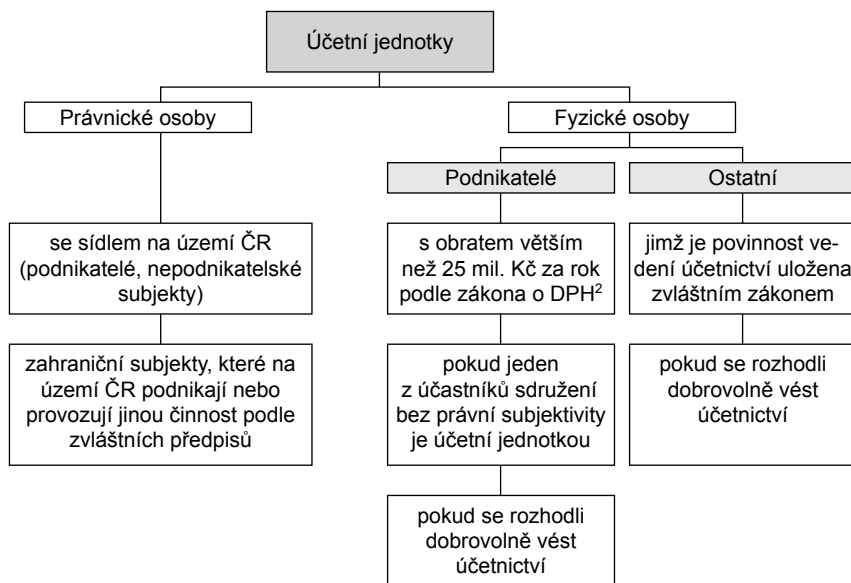 Účetní jednotky
Právnické osoby
Fyzické osoby
Podnikatelé
Ostatní
se sídlem na území ČR
(podnikatelé, nepodnikatelské
subjekty)
s obratem větším
než 25 mil. Kč za rok
podle zákona o DPH²
jimž je povinnost ve-
dení účetnictví uložena
zvláštním zákonem
zahraniční subjekty, které na
území ČR podnikají nebo
provozují jinou činnost podle
zvláštních předpisů
pokud jeden
z účastníků sdružení
bez právní subjektivity
je účetní jednotkou
pokud se rozhodli
dobrovolně vést
účetnictví
pokud se rozhodli
dobrovolně vést
účetnictví